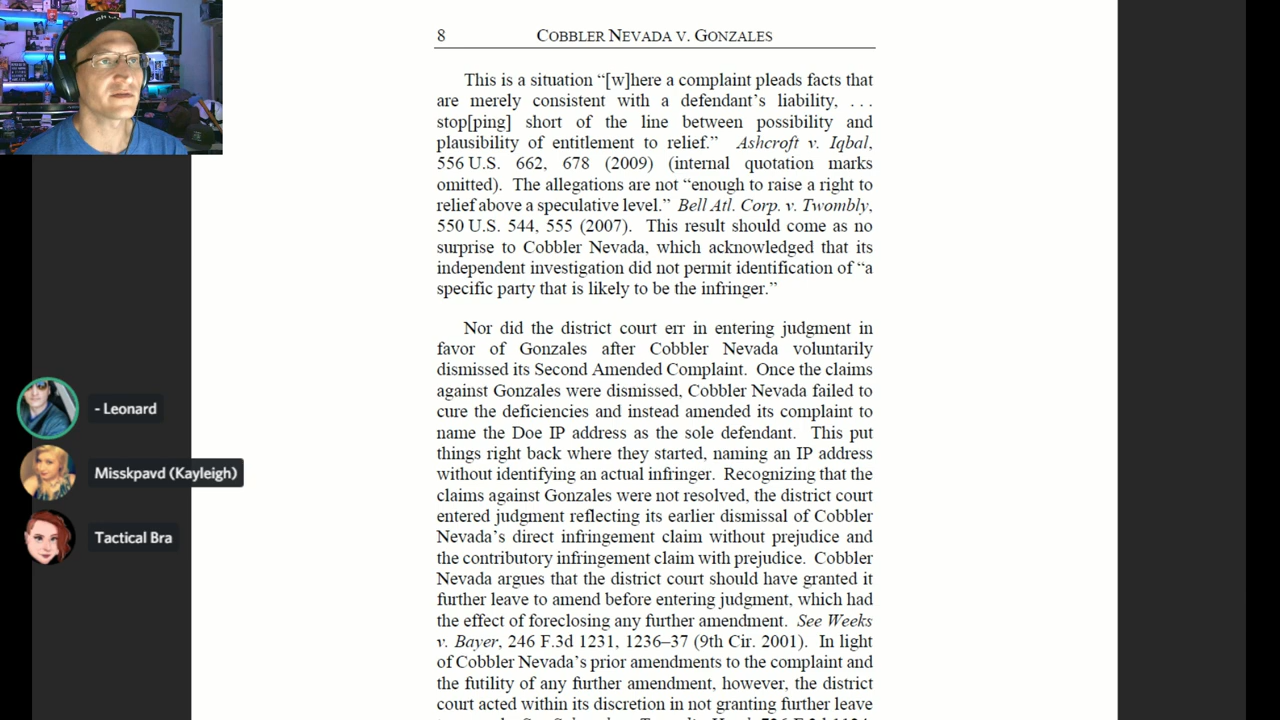 8 COBBLER NEVADA V. GONZALES
This is a situation “[w]here a complaint pleads facts that
are merely consistent with a defendant’s liability, . . .
stop[ping] short of the line between possibility and
plausibility of entitlement to relief.” Ashcroft v. Iqbal,
556 U.S. 662, 678 (2009) (internal quotation marks
omitted). The allegations are not “enough to raise a right to
relief above a speculative level.” Bell Atl. Corp. v. Twombly,
550 U.S. 544, 555 (2007). This result should come as no
surprise to Cobbler Nevada, which acknowledged that its
independent investigation did not permit identification of “a
specific party that is likely to be the infringer.”
Nor did the district court err in entering judgment in
favor of Gonzales after Cobbler Nevada voluntarily
dismissed its Second Amended Complaint. Once the claims
against Gonzales were dismissed, Cobbler Nevada failed to
cure the deficiencies and instead amended its complaint to
name the Doe IP address as the sole defendant. This put
things right back where they started, naming an IP address
without identifying an actual infringer. Recognizing that the
claims against Gonzales were not resolved, the district court
entered judgment reflecting its earlier dismissal of Cobbler
Nevada’s direct infringement claim without prejudice and
the contributory infringement claim with prejudice. Cobbler
Nevada argues that the district court should have granted it
further leave to amend before entering judgment, which had
the effect of foreclosing any further amendment. See Weeks
v. Bayer, 246 F.3d 1231, 1236–37 (9th Cir. 2001). In light
of Cobbler Nevada’s prior amendments to the complaint and
the futility of any further amendment, however, the district
court acted within its discretion in not granting further leave
- Leonard
Misskpavd (Kayleigh)
Tactical Bra